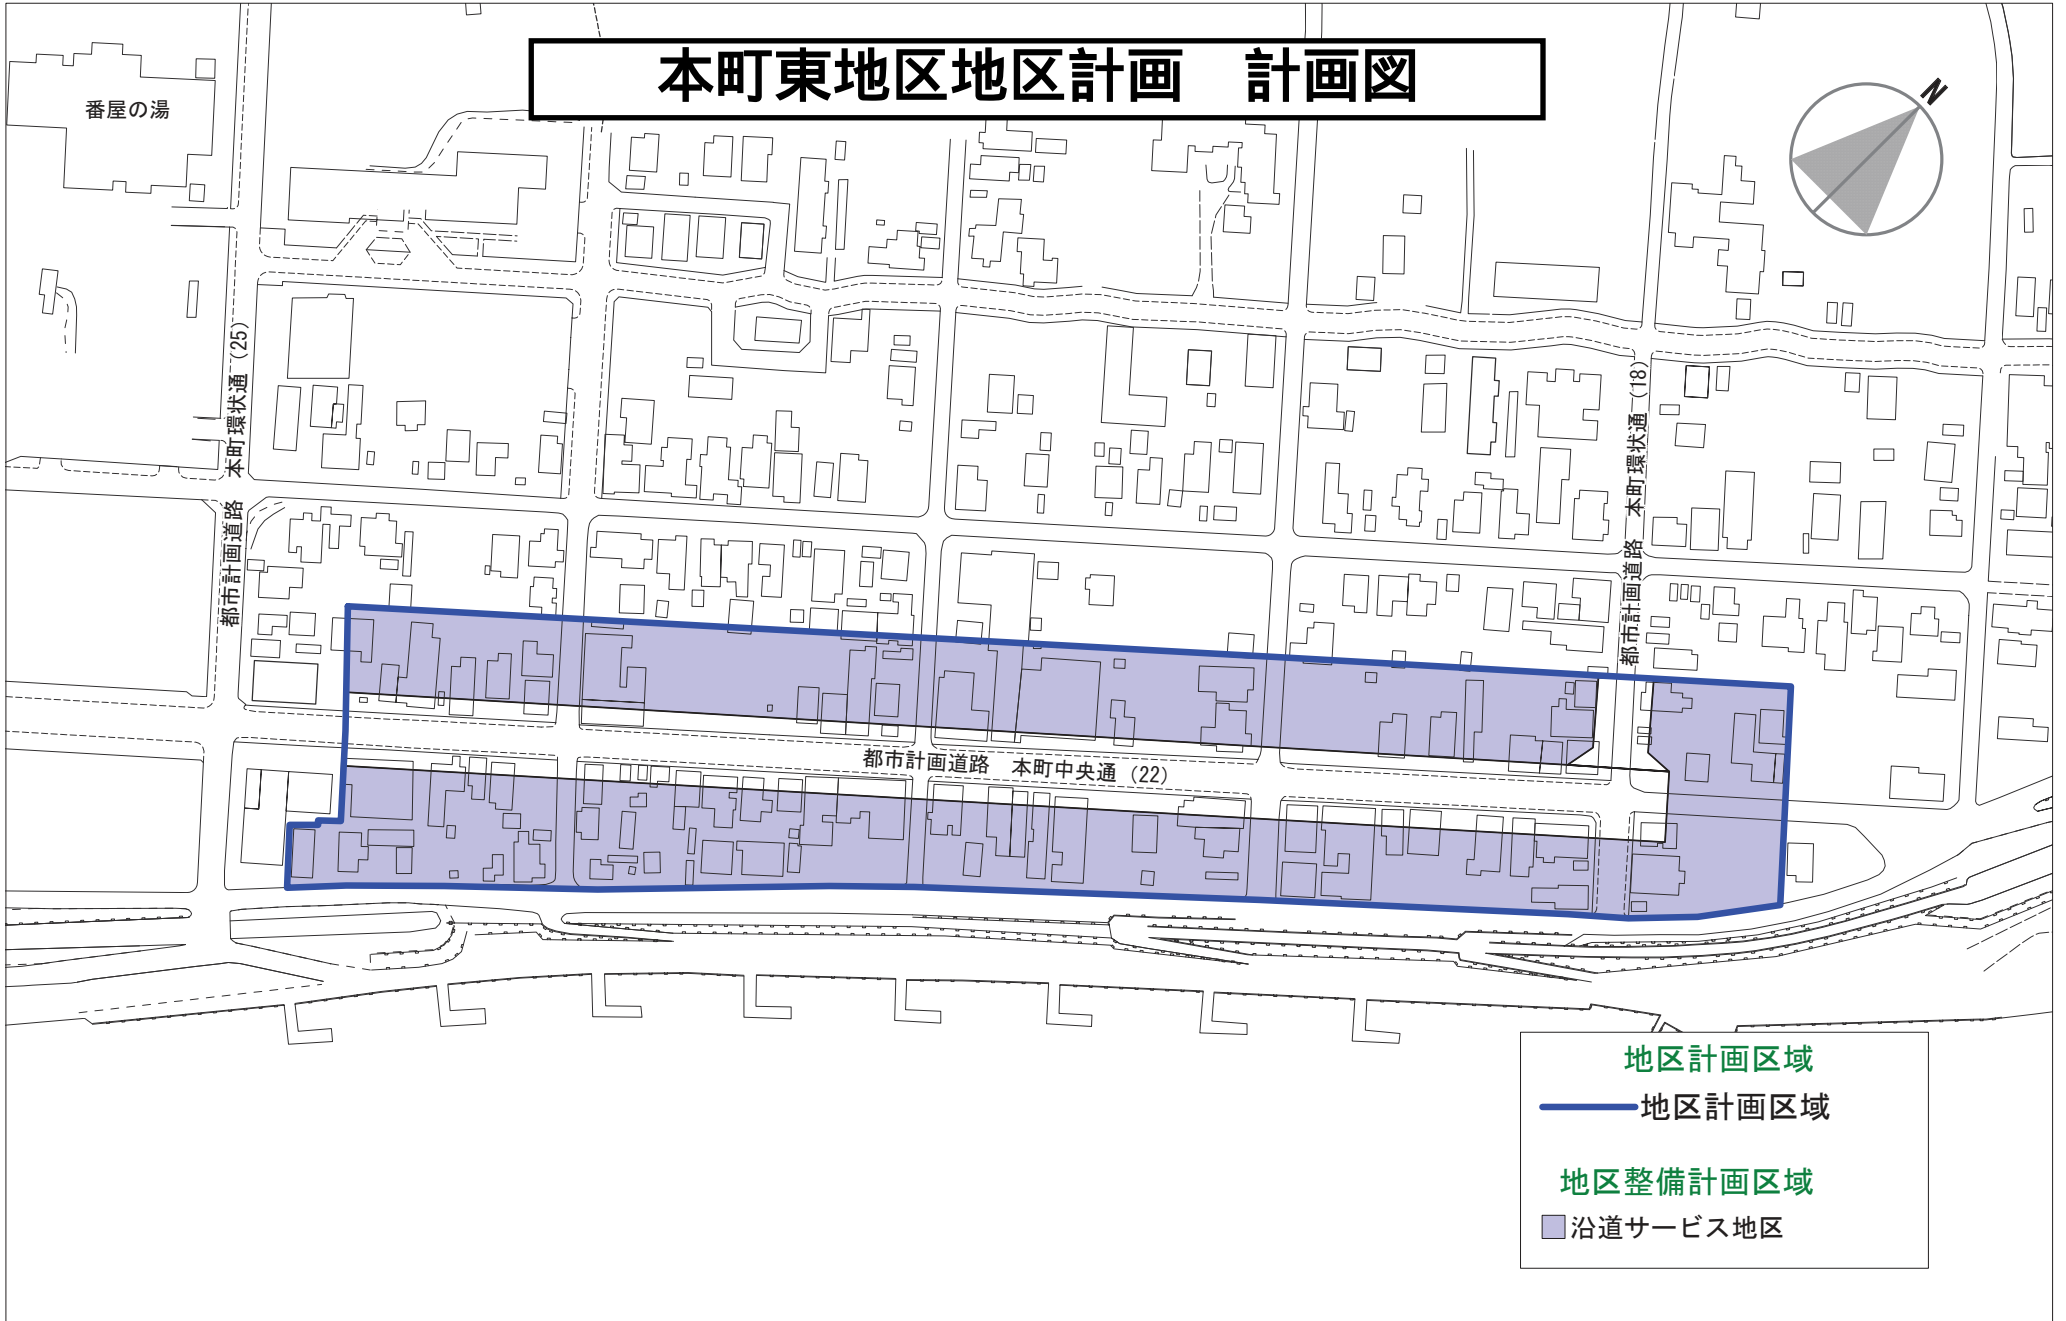 本町東地区地区計画　計画図
N
番屋の湯
都市計画道路　本町環状通（25）
都市計画道路　本町環状通（18）
都市計画道路　本町中央通（22）
地区計画区域
地区計画区域
地区整備計画区域
沿道サービス地区